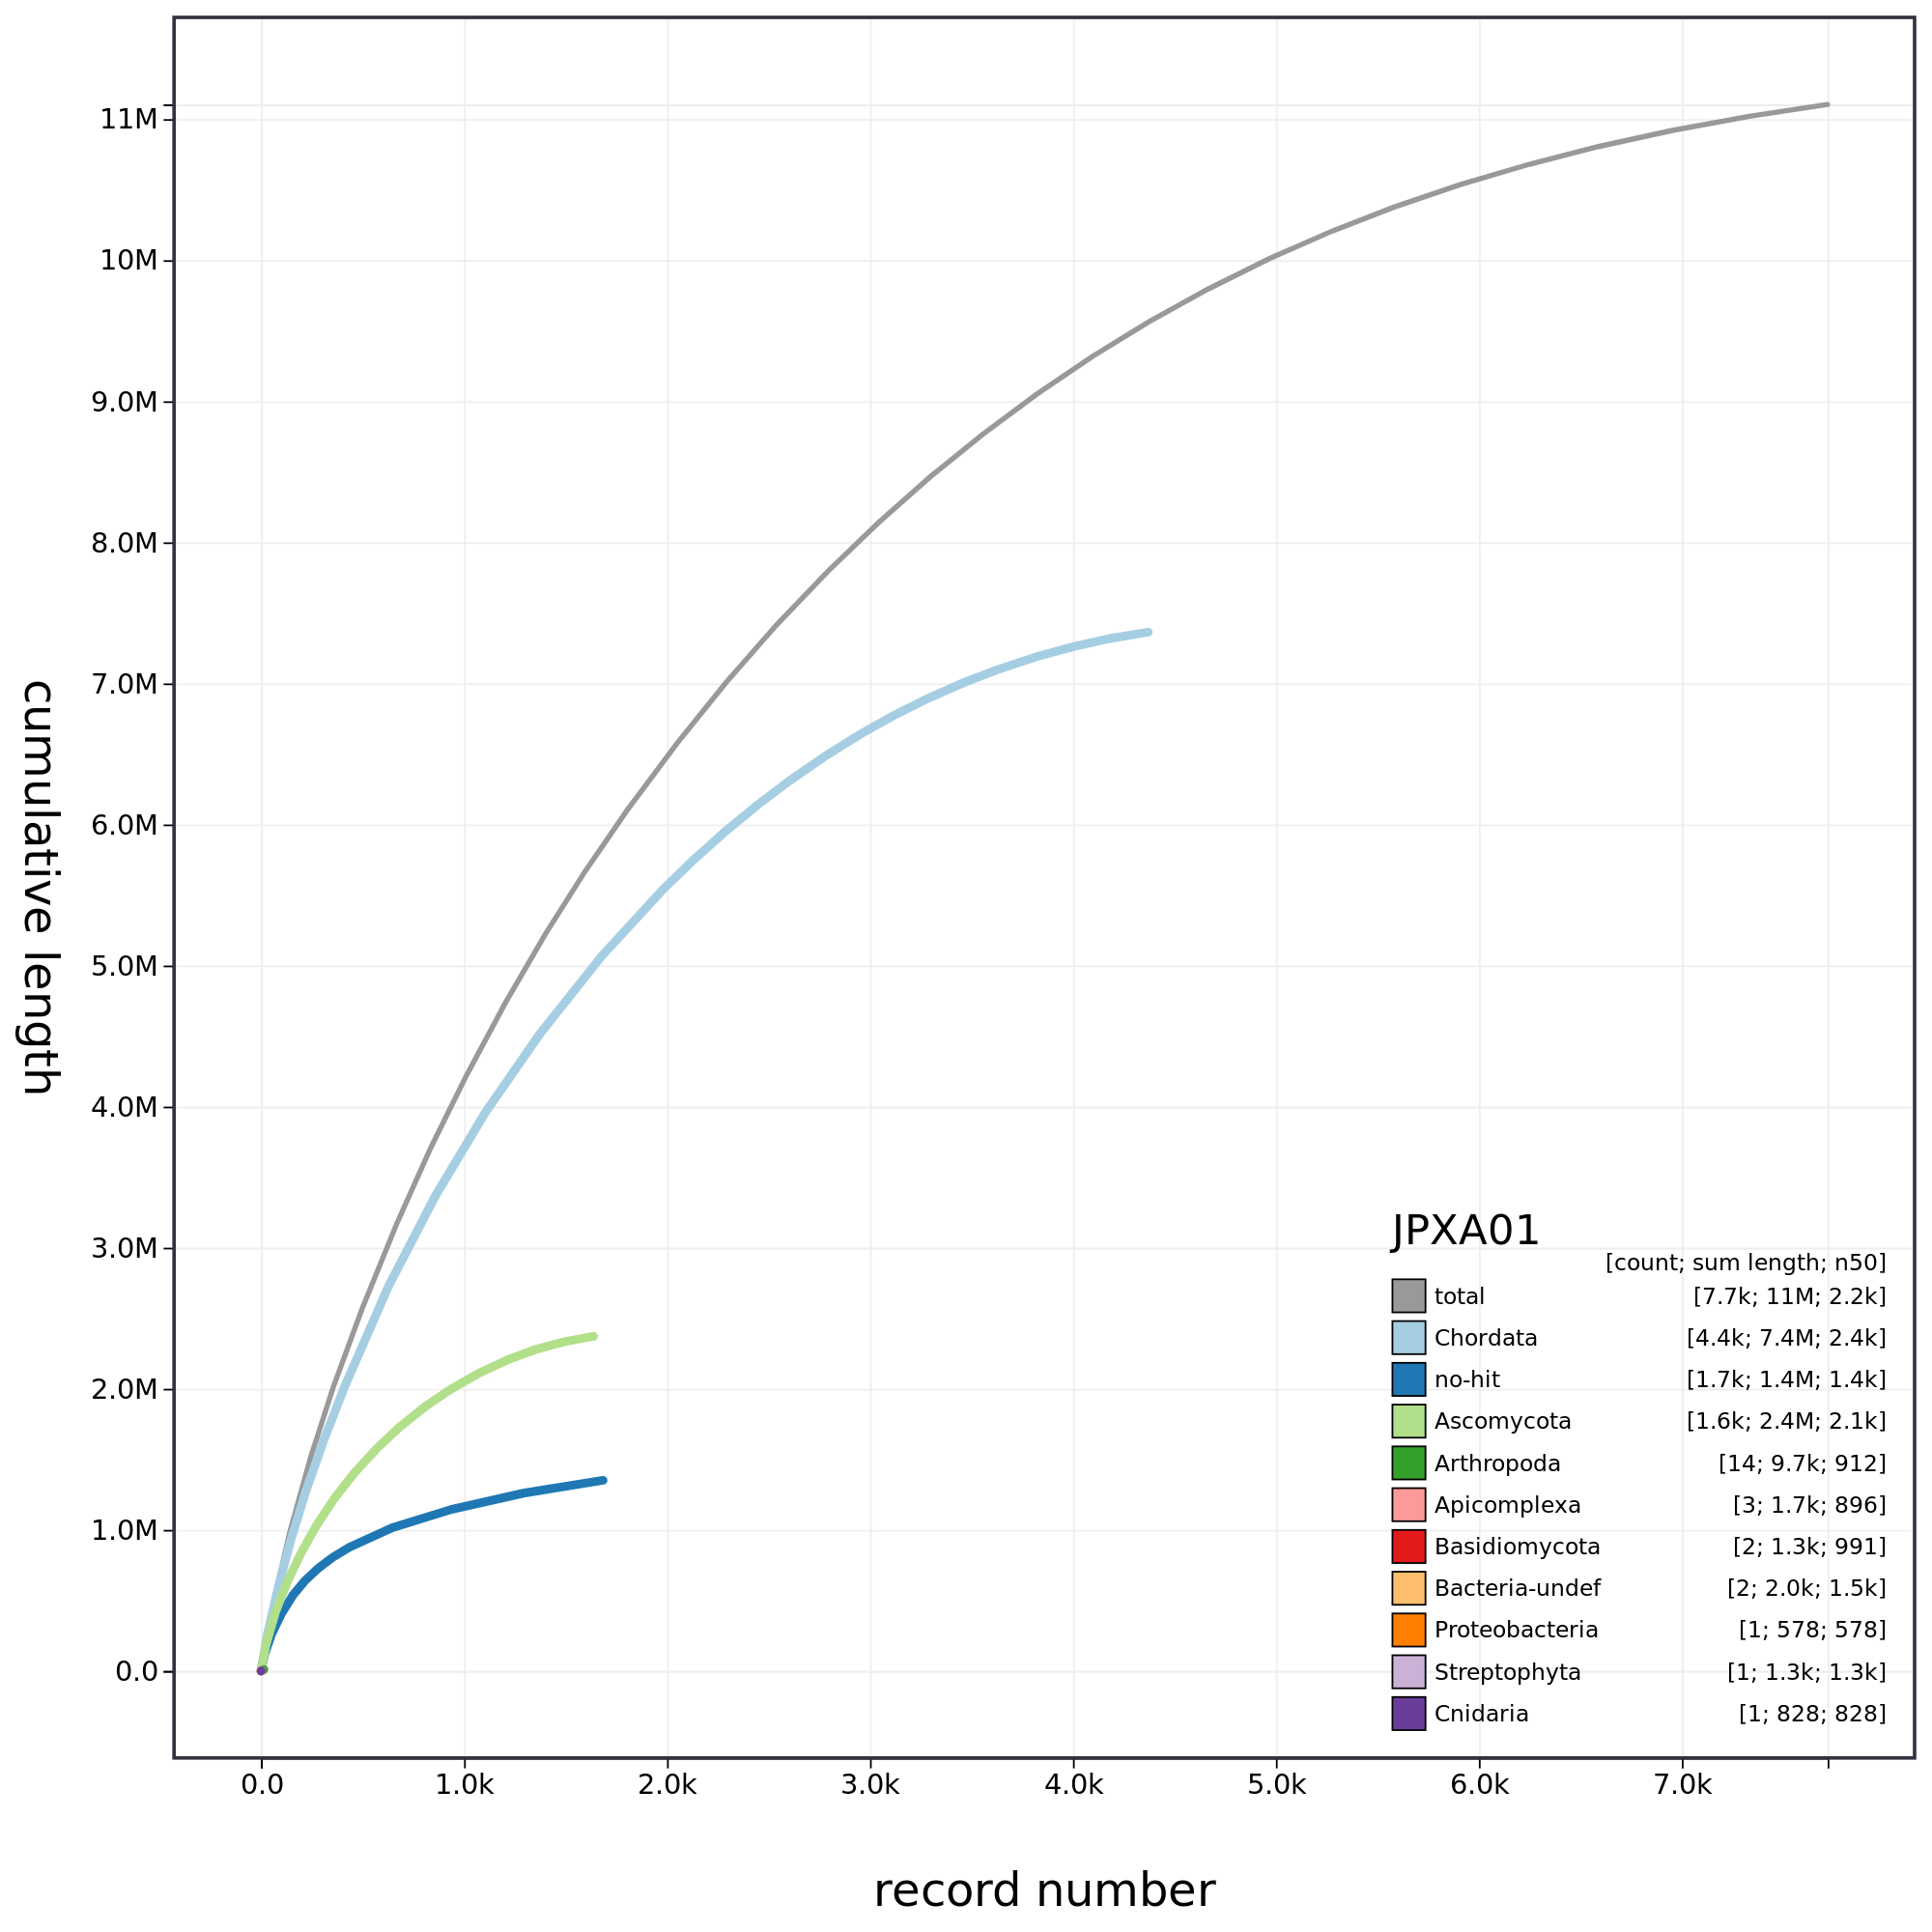 11M
10M
9.0M
8.0M
7.0M
6.0M
5.0M
4.0M
3.0M
2.0M
1.0M
0.0
cumulative length
JPXA01
[count; sum length; n50]
total [7.7k; 11M; 2.2k]
Chordata [4.4k; 7.4M; 2.4k]
no-hit [1.7k; 1.4M; 1.4k]
Ascomycota [1.6k; 2.4M; 2.1k]
Arthropoda [14; 9.7k; 912]
Apicomplexa [3; 1.7k; 896]
Basidiomycota [2; 1.3k; 991]
Bacteria-undef [2; 2.0k; 1.5k]
Proteobacteria [1; 578; 578]
Streptophyta [1; 1.3k; 1.3k]
Cnidaria [1; 828; 828]
0.0 1.0k 2.0k 3.0k 4.0k 5.0k 6.0k 7.0k
record number